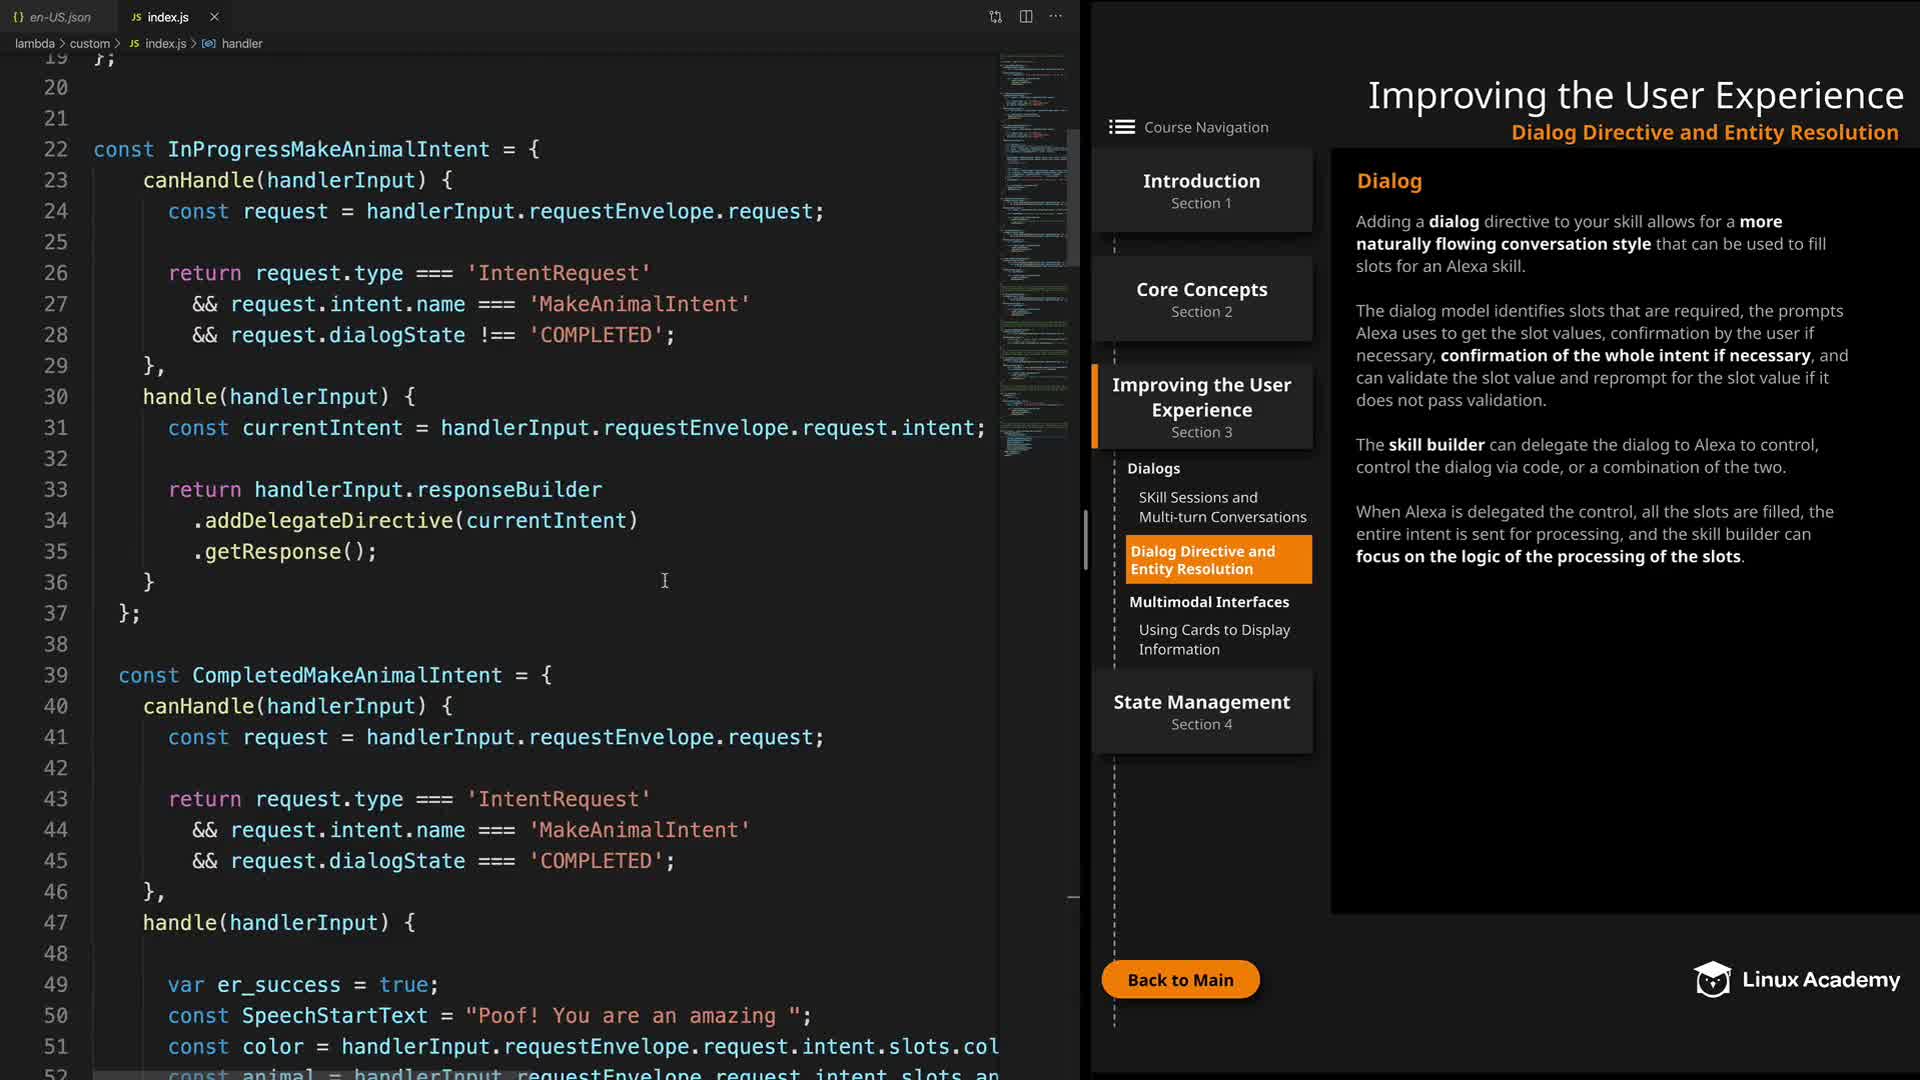 {} en-US.json
JS index.js
lambda > custom > JS index.js > handler
19 };
20
21
22 const InProgressMakeAnimalIntent = {
23 canHandle(handlerInput) {
24 const request = handlerInput.requestEnvelope.request;
25
26 return request.type === 'IntentRequest'
27 && request.intent.name === 'MakeAnimalIntent'
28 && request.dialogState !== 'COMPLETED';
29 },
30 handle(handlerInput) {
31 const currentIntent = handlerInput.requestEnvelope.request.intent;
32
33 return handlerInput.responseBuilder
34 .addDelegateDirective(currentIntent)
35 .getResponse();
36 }
37 };
38
39 const CompletedMakeAnimalIntent = {
40 canHandle(handlerInput) {
41 const request = handlerInput.requestEnvelope.request;
42
43 return request.type === 'IntentRequest'
44 && request.intent.name === 'MakeAnimalIntent'
45 && request.dialogState === 'COMPLETED';
46 },
47 handle(handlerInput) {
48
49 var er_success = true;
50 const SpeechStartText = "Poof! You are an amazing ";
51 const color = handlerInput.requestEnvelope.request.intent.slots.col
52 const animal = handlerInput.requestEnvelope.request.intent.slots.an
Improving the User Experience
Dialog Directive and Entity Resolution
Course Navigation
Introduction
Section 1
Core Concepts
Section 2
Improving the User
Experience
Section 3
Dialogs
SKill Sessions and
Multi-turn Conversations
Dialog Directive and
Entity Resolution
Multimodal Interfaces
Using Cards to Display
Information
State Management
Section 4
Back to Main
Dialog
Adding a dialog directive to your skill allows for a more
naturally flowing conversation style that can be used to fill
slots for an Alexa skill.
The dialog model identifies slots that are required, the prompts
Alexa uses to get the slot values, confirmation by the user if
necessary, confirmation of the whole intent if necessary, and
can validate the slot value and reprompt for the slot value if it
does not pass validation.
The skill builder can delegate the dialog to Alexa to control,
control the dialog via code, or a combination of the two.
When Alexa is delegated the control, all the slots are filled, the
entire intent is sent for processing, and the skill builder can
focus on the logic of the processing of the slots.
Linux Academy